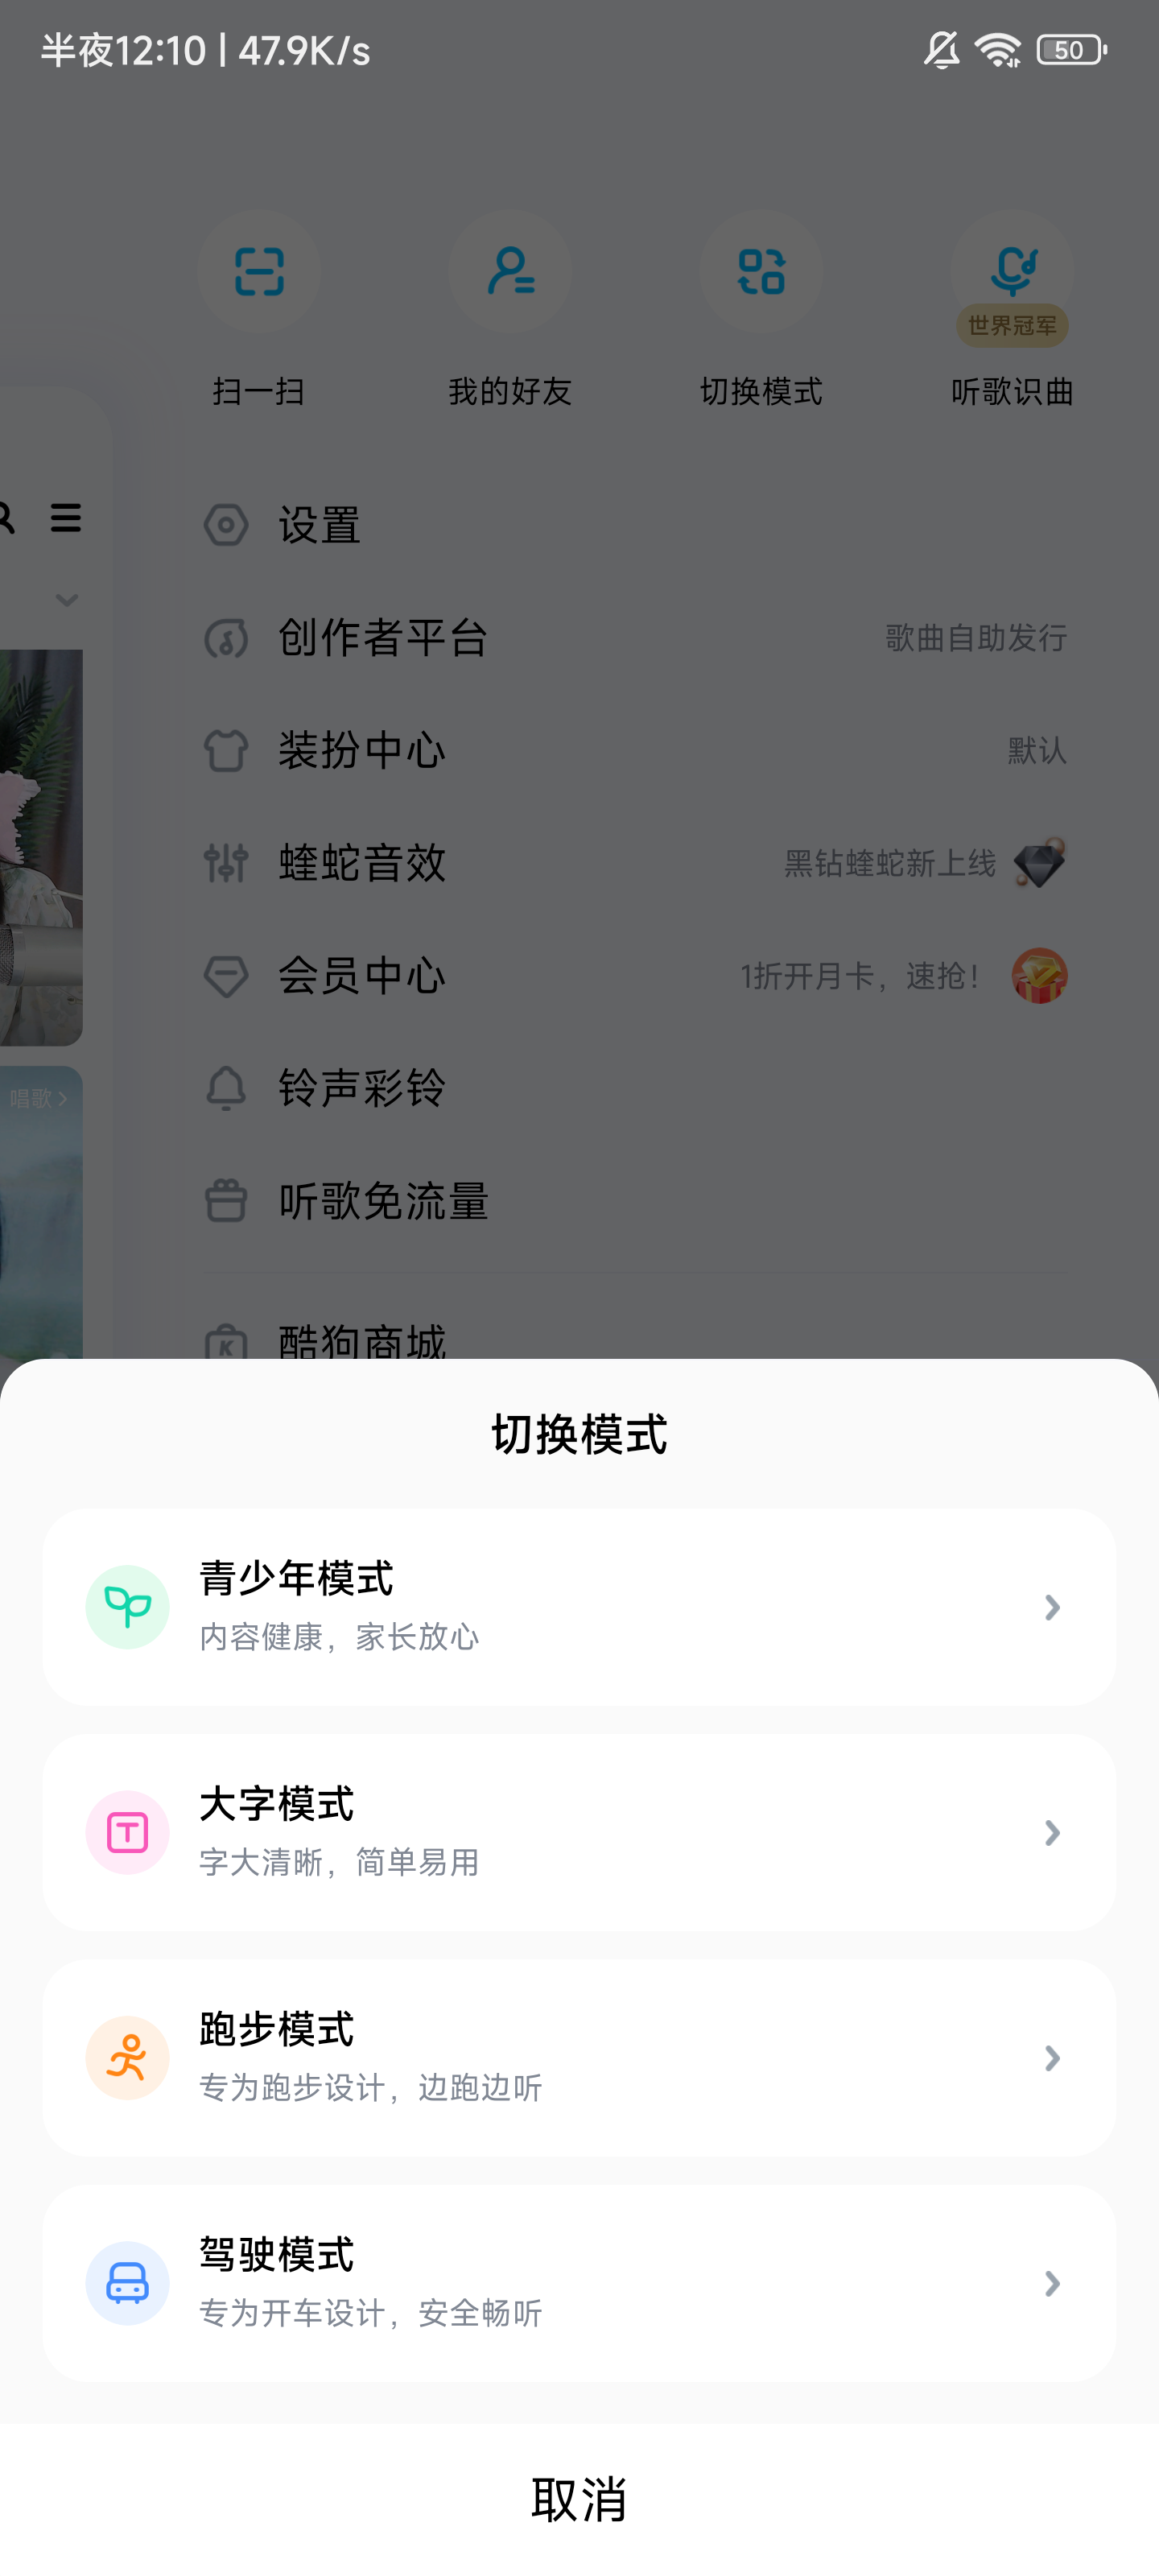 半夜12:10 | 47.9K/s
50
世界冠军
扫一扫
我的好友
切换模式
听歌识曲
设置
创作者平台
歌曲自助发行
装扮中心
默认
蝰蛇音效
黑钻蝰蛇新上线
会员中心
1折开月卡，速抢！
铃声彩铃
唱歌
听歌免流量
酷狗商城
切换模式
青少年模式
内容健康，家长放心
大字模式
字大清晰，简单易用
跑步模式
专为跑步设计，边跑边听
驾驶模式
专为开车设计，安全畅听
取消